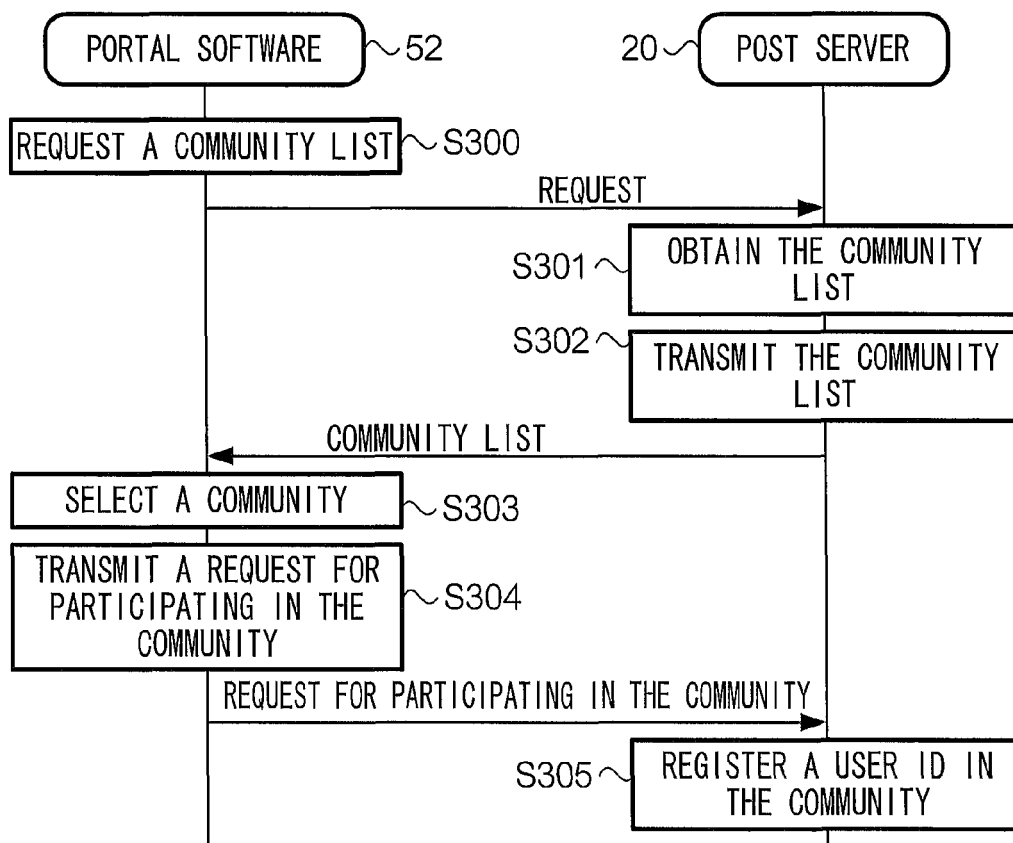 PORTAL SOFTWARE
52
20
POST SERVER
REQUEST A COMMUNITY LIST
S300
REQUEST
S301
OBTAIN THE COMMUNITY
LIST
S302
TRANSMIT THE COMMUNITY
LIST
COMMUNITY LIST
SELECT A COMMUNITY
S303
TRANSMIT A REQUEST FOR
PARTICIPATING IN THE
COMMUNITY
S304
REQUEST FOR PARTICIPATING IN THE COMMUNITY
S305
REGISTER A USER ID IN
THE COMMUNITY